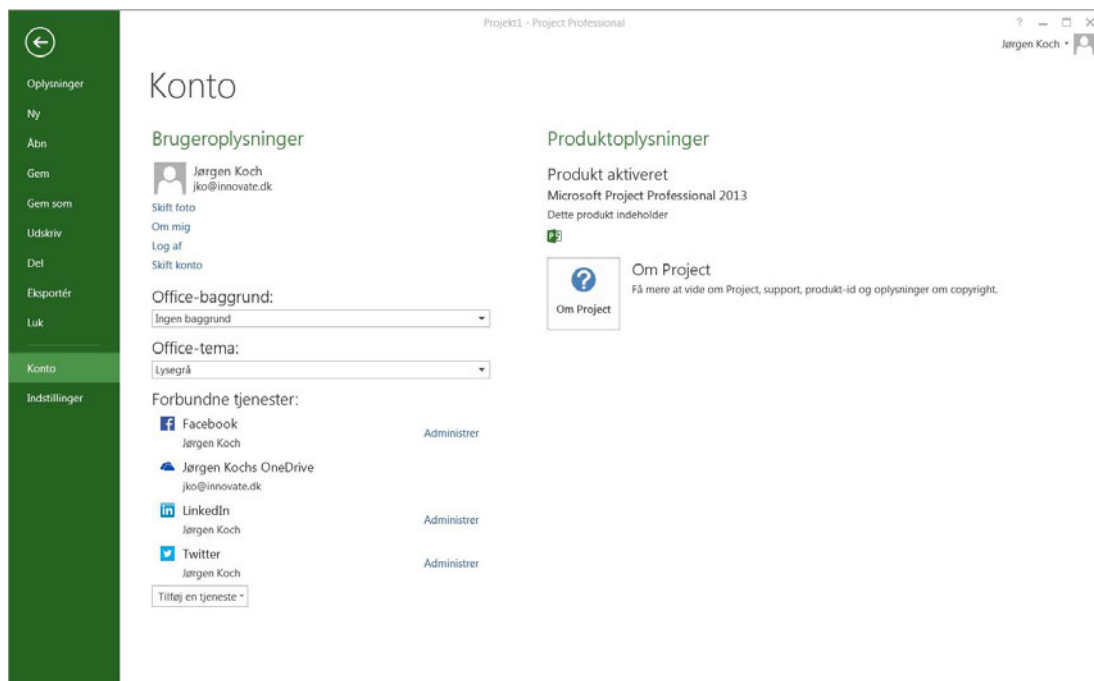 Projekt1 - Project Professional
?
Jørgen Koch
Oplysninger
Ny
Åbn
Gem
Gem som
Udskriv
Del
Eksportér
Luk
Konto
Indstillinger
Konto
Brugeroplysninger
Jørgen Koch
jko@innovate.dk
Skift foto
Om mig
Log af
Skift konto
Office-baggrund:
Ingen baggrund
Office-tema:
Lysegrå
Forbundne tjenester:
Facebook
Jørgen Koch
Administrer
Jørgen Kochs OneDrive
jko@innovate.dk
LinkedIn
Jørgen Koch
Administrer
Twitter
Jørgen Koch
Administrer
Tilføj en tjeneste
Produktoplysninger
Produkt aktiveret
Microsoft Project Professional 2013
Dette produkt indeholder
Om Project
Om Project
Få mere at vide om Project, support, produkt-id og oplysninger om copyright.